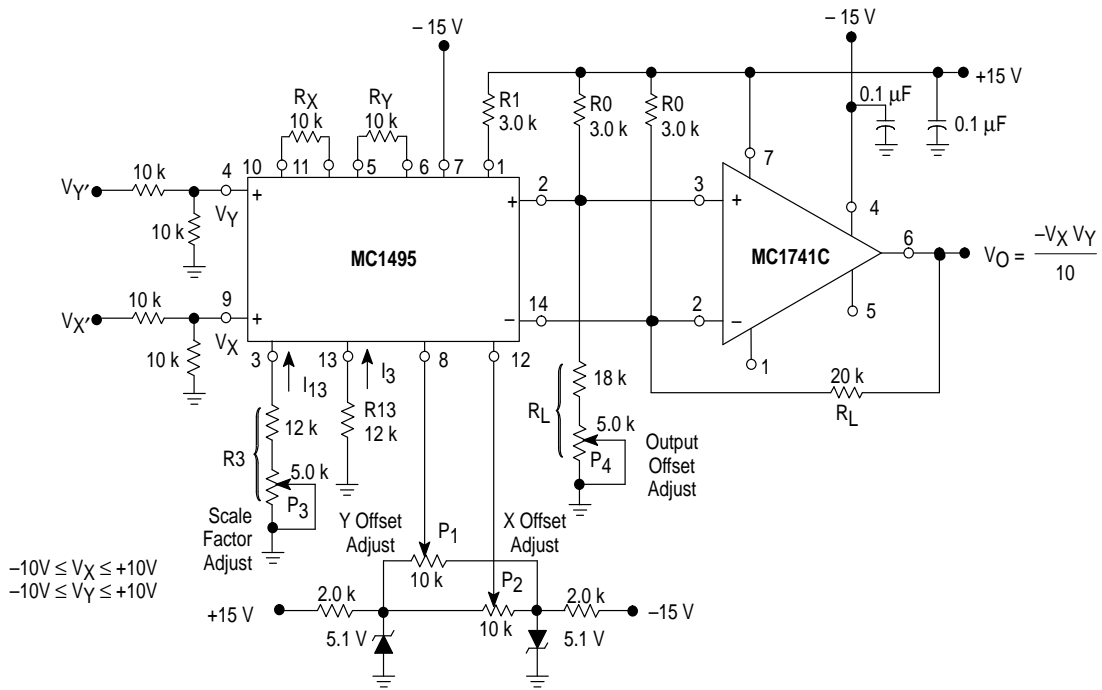 – 15 V
– 15 V
+15 V
0.1 µF
0.1 µF
RX
10 k
RY
10 k
R1
3.0 k
R0
3.0 k
R0
3.0 k
10 11 5 6 7 1
VY'
10 k
4
+
VY
10 k
MC1495
+
2
3
+
7
4
MC1741C
6
VO = –VX VY
10
5
VX'
10 k
9
+
VX
10 k
–
14
2
–
1
3
I13
13
I3
8
12
20 k
RL
R3
12 k
5.0 k
P3
R13
12 k
RL
18 k
5.0 k
P4
Output
Offset
Adjust
Scale
Factor
Adjust
Y Offset
Adjust
P1
X Offset
Adjust
10 k
P2
10 k
–10V ≤ VX ≤ +10V
–10V ≤ VY ≤ +10V
+15 V
2.0 k
2.0 k
–15 V
5.1 V
5.1 V